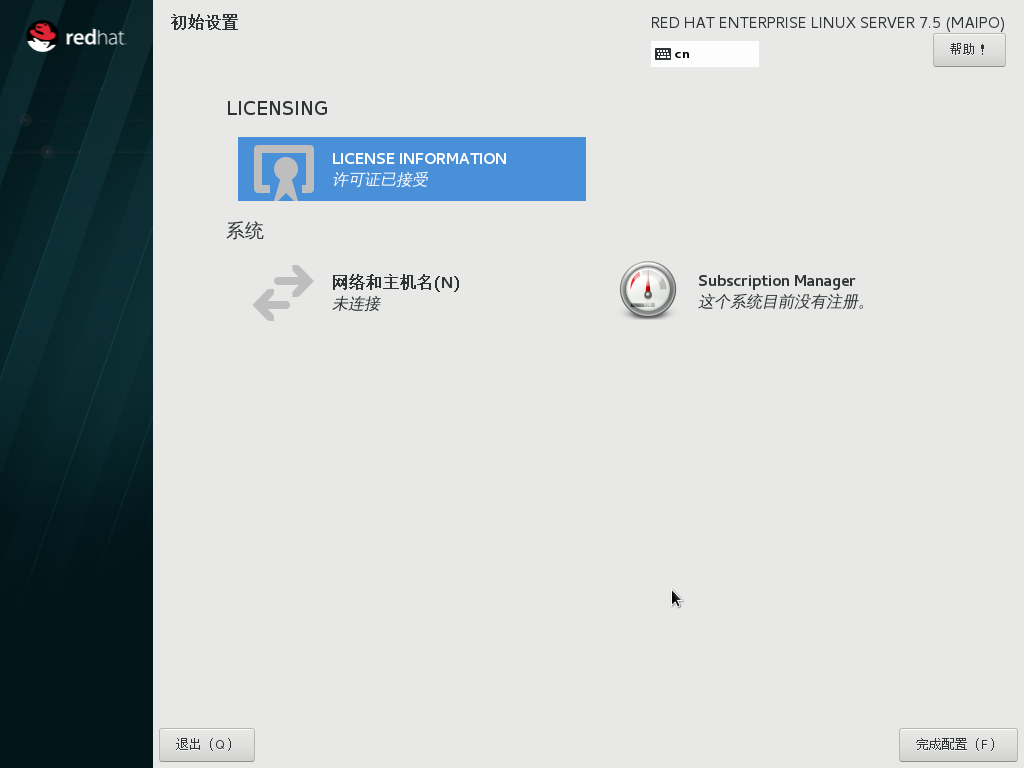 redhat.
初始设置
RED HAT ENTERPRISE LINUX SERVER 7.5 (MAIPO)
cn
帮助！
LICENSING
LICENSE INFORMATION
许可证已接受
系统
网络和主机名(N)
未连接
Subscription Manager
这个系统目前没有注册。
退出（Q）
完成配置（F）